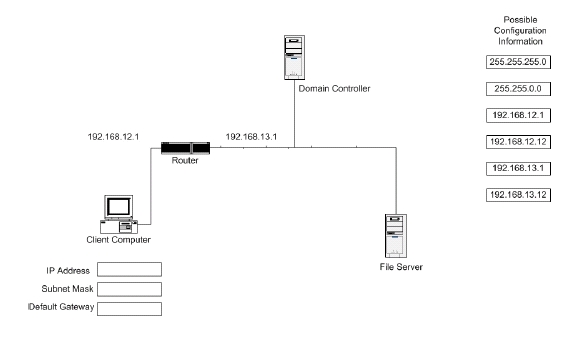 Possible
Configuration
Information
255.255.255.0
255.255.0.0
192.168.12.1
192.168.12.12
192.168.13.1
192.168.13.12
Domain Controller
192.168.12.1
192.168.13.1
Router
Client Computer
File Server
IP Address
Subnet Mask
Default Gateway